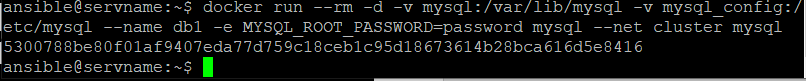 ansible@servname:~$ docker run --rm -d -v mysql:/var/lib/mysql -v mysql_config:/
etc/mysql --name db1 -e MYSQL_ROOT_PASSWORD=password mysql --net cluster mysql
5300788be80f01af9407eda77d759c18ceb1c95d18673614b28bca616d5e8416
ansible@servname:~$